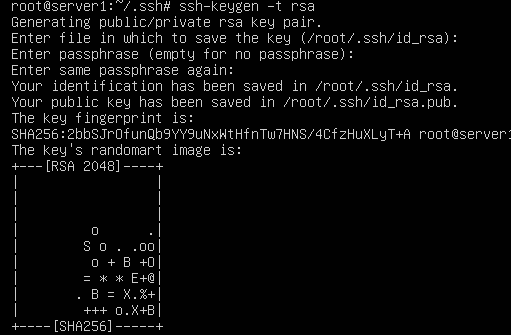 root@server1:~/.ssh# ssh-keygen -t rsa
Generating public/private rsa key pair.
Enter file in which to save the key (/root/.ssh/id_rsa):
Enter passphrase (empty for no passphrase):
Enter same passphrase again:
Your identification has been saved in /root/.ssh/id_rsa.
Your public key has been saved in /root/.ssh/id_rsa.pub.
The key fingerprint is:
SHA256:2bbSJrOfunQb9YY9uNxWtHfnTw7HNS/4CfzHuXLyT+A root@server1
The key's randomart image is:
+---[RSA 2048]----+
|                 |
|                 |
|                 |
|         o      .|
|        S o . .oo|
|         o + B +O|
|        = * * E+@|
|       . B = X.%+|
|        +++ o.X+B|
+----[SHA256]-----+